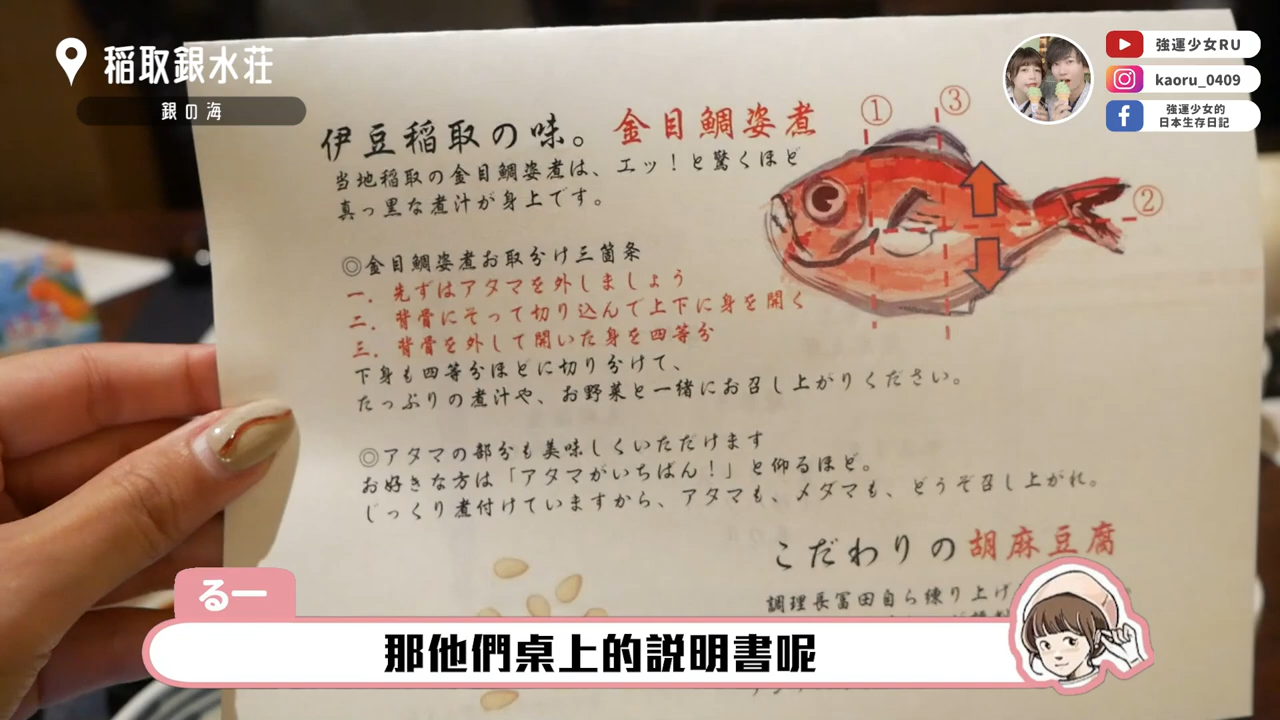 稲取銀水荘
銀の海
強運少女RU
kaoru_0409
強運少女的
日本生存日記
伊豆稲取の味。 金目鯛姿煮
当地稲取の金目鯛姿煮は、エッ！と驚くほど
真っ黒な煮汁が身上です。
① ③
②
◎金目鯛姿煮お取分け三箇条
一．先ずはアタマを外しましょう
二．背骨にそって切り込んで上下に身を開く
三．背骨を外して開いた身を四等分
下身も四等分ほどに切り分けて、
たっぷりの煮汁や、お野菜と一緒にお召し上がりください。
◎アタマの部分も美味しくいただけます
お好きな方は「アタマがいちばん！」と仰るほど。
じっくり煮付けていますから、アタマも、メダマも、どうぞ召し上がれ。
こだわりの胡麻豆腐
調理長冨田自ら練り上げ
るー
那他們桌上的説明書呢